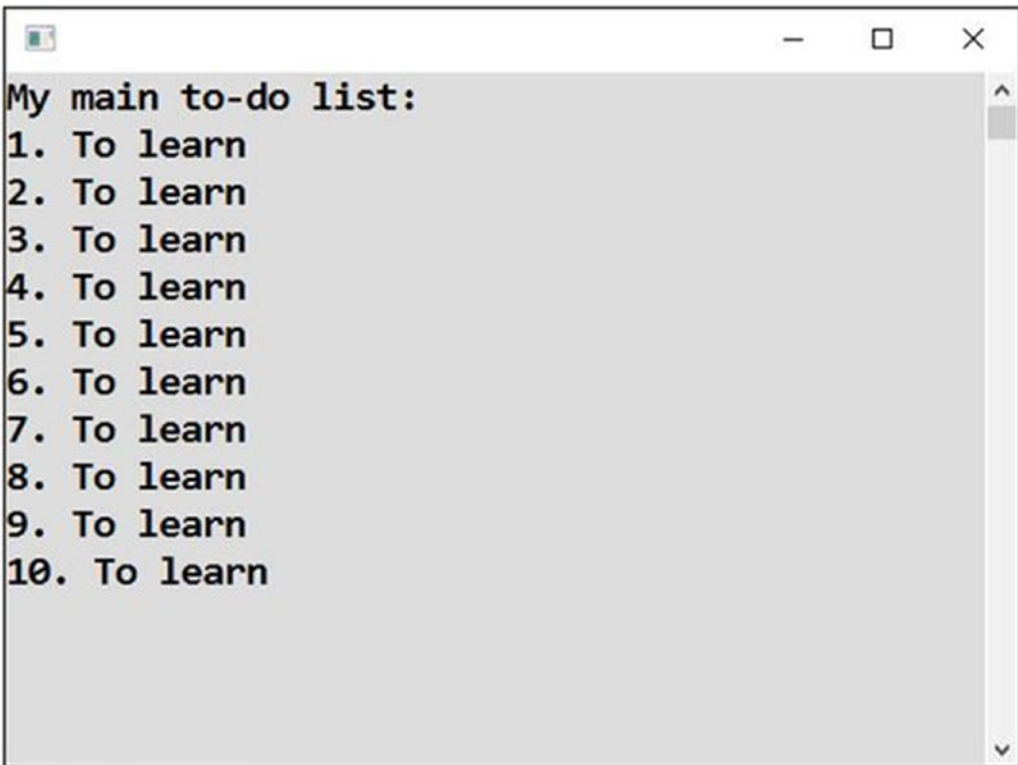 My main to-do list:
1. To learn
2. To learn
3. To learn
4. To learn
5. To learn
6. To learn
7. To learn
8. To learn
9. To learn
10. To learn